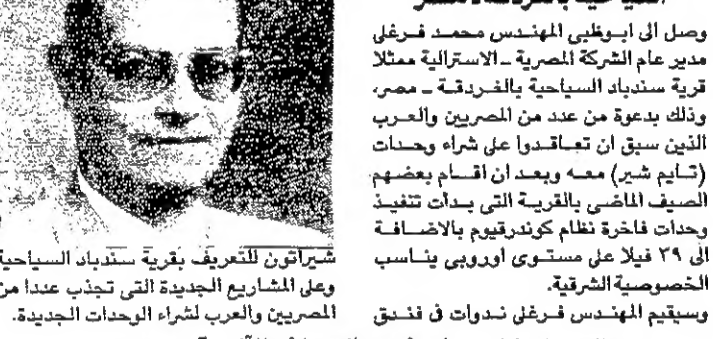 وصل الى ابوظبي المهندس محمد فرغلي
مدير عام الشركة المصرية ـ الاسترالية ممثلا
قرية سندباد السياحية بالغردقة ـ مصر،
وذلك بدعوة من عدد من المصريين والعرب
الذين سبق ان تعاقدوا على شراء وحدات
(تايم شير) معه وبعد ان اقام بعضهم
الصيف الماضي بالقرية التي بدأت تنفيذ
وحدات فاخرة نظام كوندرقيوم بالاضافة
الى ٣٩ فيلا على مستوى اوروبي يناسب
الخصوصية الشرقية.
وسيقيم المهندس فرغلي ندوات في فندق
شيراتون للتعريف بقرية سندباد السياحية
وعلى المشاريع الجديدة التي تجذب عددا من
المصريين والعرب لشراء الوحدات الجديدة.